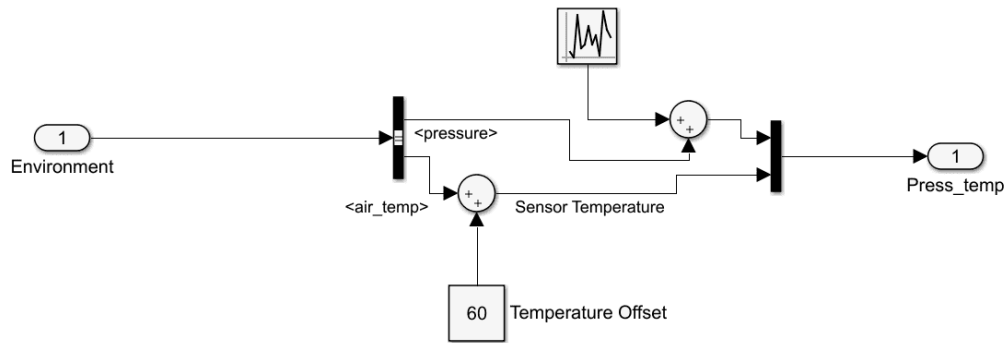 1
Environment
<pressure>
<air_temp>
+
+
+
+
Sensor Temperature
1
Press_temp
60
Temperature Offset